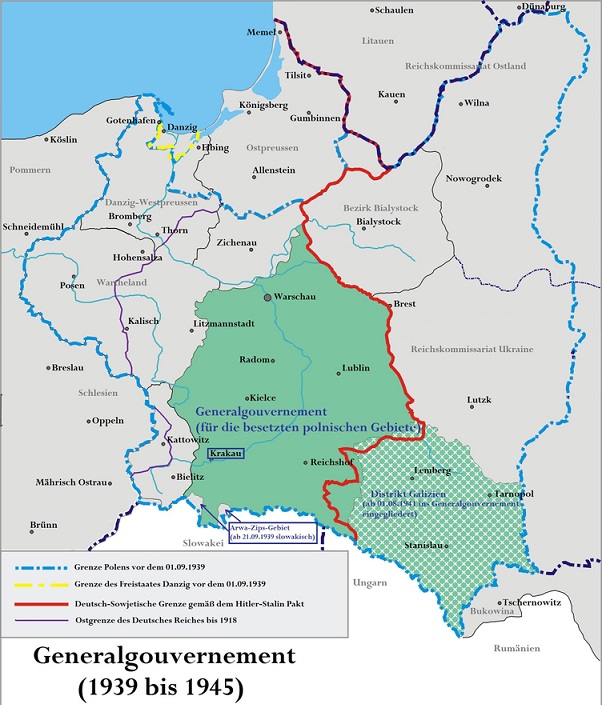 Schaulen
Dünaburg
Memel
Litauen
Reichskommissariat Ostland
Tilsit
Kauen
Wilna
Königsberg
Gumbinnen
Gotenhafen
Danzig
Elbing
Köslin
Ostpreussen
Pommern
Allenstein
Nowogrodek
Danzig-Westpreussen
Bezirk Bialystock
Bromberg
Bialystock
Schneidemühl
Thorn
Zichenau
Hohensalza
Posen
Wartheland
Warschau
Brest
Kalisch
Litzmannstadt
Reichskommissariat Ukraine
Radom
Breslau
Lublin
Schlesien
Kielce
Lutzk
Generalgouvernement
(für die besetzten polnischen Gebiete)
Oppeln
Kattowitz
Krakau
Reichshof
Lemberg
Mährisch Ostrau
Bielitz
Distrikt Galizien
(ab 01.08.1941 ins Generalgouvernement
eingegliedert)
Tarnopol
Brünn
Arwa-Zips-Gebiet
(ab 21.09.1939 slowakisch)
Slowakei
Stanislau
Ungarn
Tschernowitz
Bukowina
Rumänien
Grenze Polens vor dem 01.09.1939
Grenze des Freistaates Danzig vor dem 01.09.1939
Deutsch-Sowjetische Grenze gemäß dem Hitler-Stalin Pakt
Ostgrenze des Deutsches Reiches bis 1918
Generalgouvernement
(1939 bis 1945)